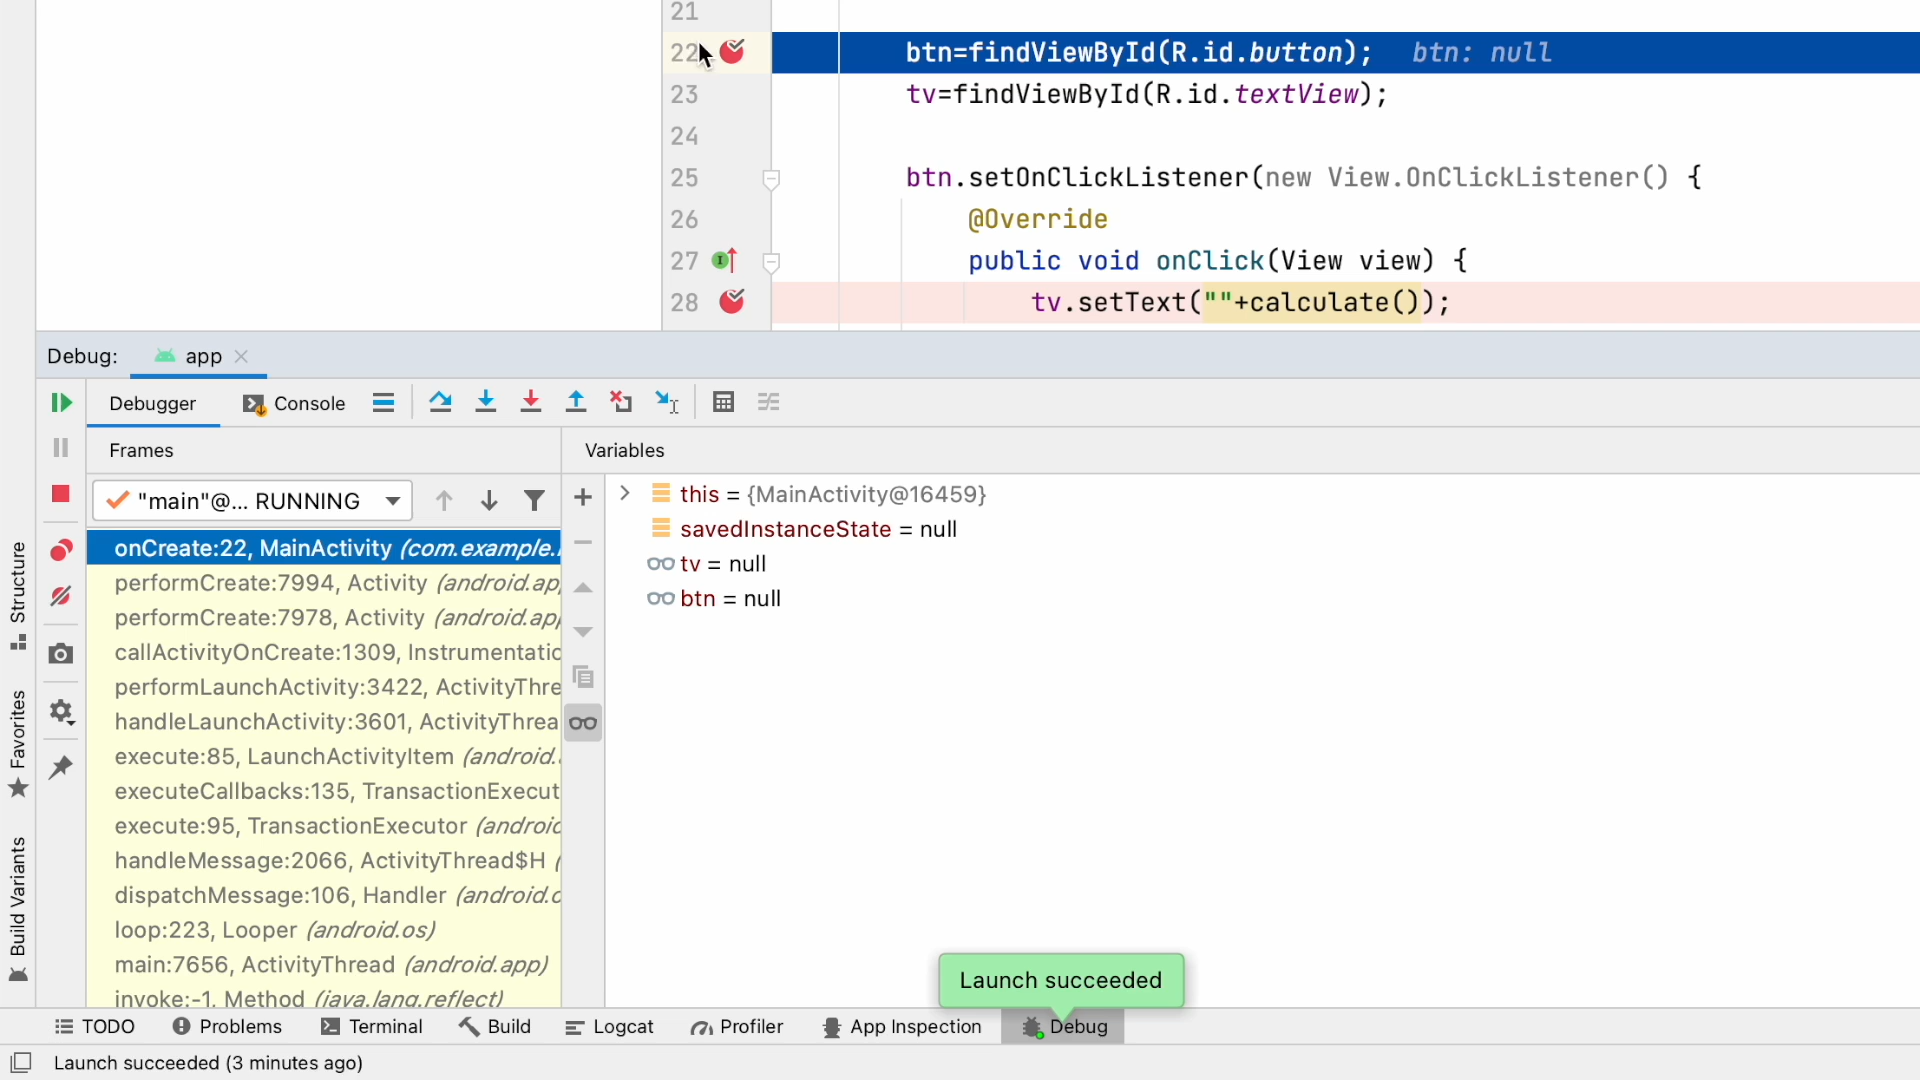 21
22 btn=findViewById(R.id.button); btn: null
23 tv=findViewById(R.id.textView);
24
25 btn.setOnClickListener(new View.OnClickListener() {
26 @Override
27 public void onClick(View view) {
28 tv.setText(""+calculate());
Debug: app
Debugger Console
Frames Variables
"main"@... RUNNING
onCreate:22, MainActivity (com.example.
performCreate:7994, Activity (android.ap
performCreate:7978, Activity (android.ap
callActivityOnCreate:1309, Instrumentatio
performLaunchActivity:3422, ActivityThre
handleLaunchActivity:3601, ActivityThrea
execute:85, LaunchActivityItem (android.
executeCallbacks:135, TransactionExecut
execute:95, TransactionExecutor (android
handleMessage:2066, ActivityThread$H (
dispatchMessage:106, Handler (android.o
loop:223, Looper (android.os)
main:7656, ActivityThread (android.app)
invoke:-1, Method (java.lang.reflect)
this = {MainActivity@16459}
savedInstanceState = null
tv = null
btn = null
Structure
Favorites
Build Variants
Launch succeeded
TODO Problems Terminal Build Logcat Profiler App Inspection Debug
Launch succeeded (3 minutes ago)